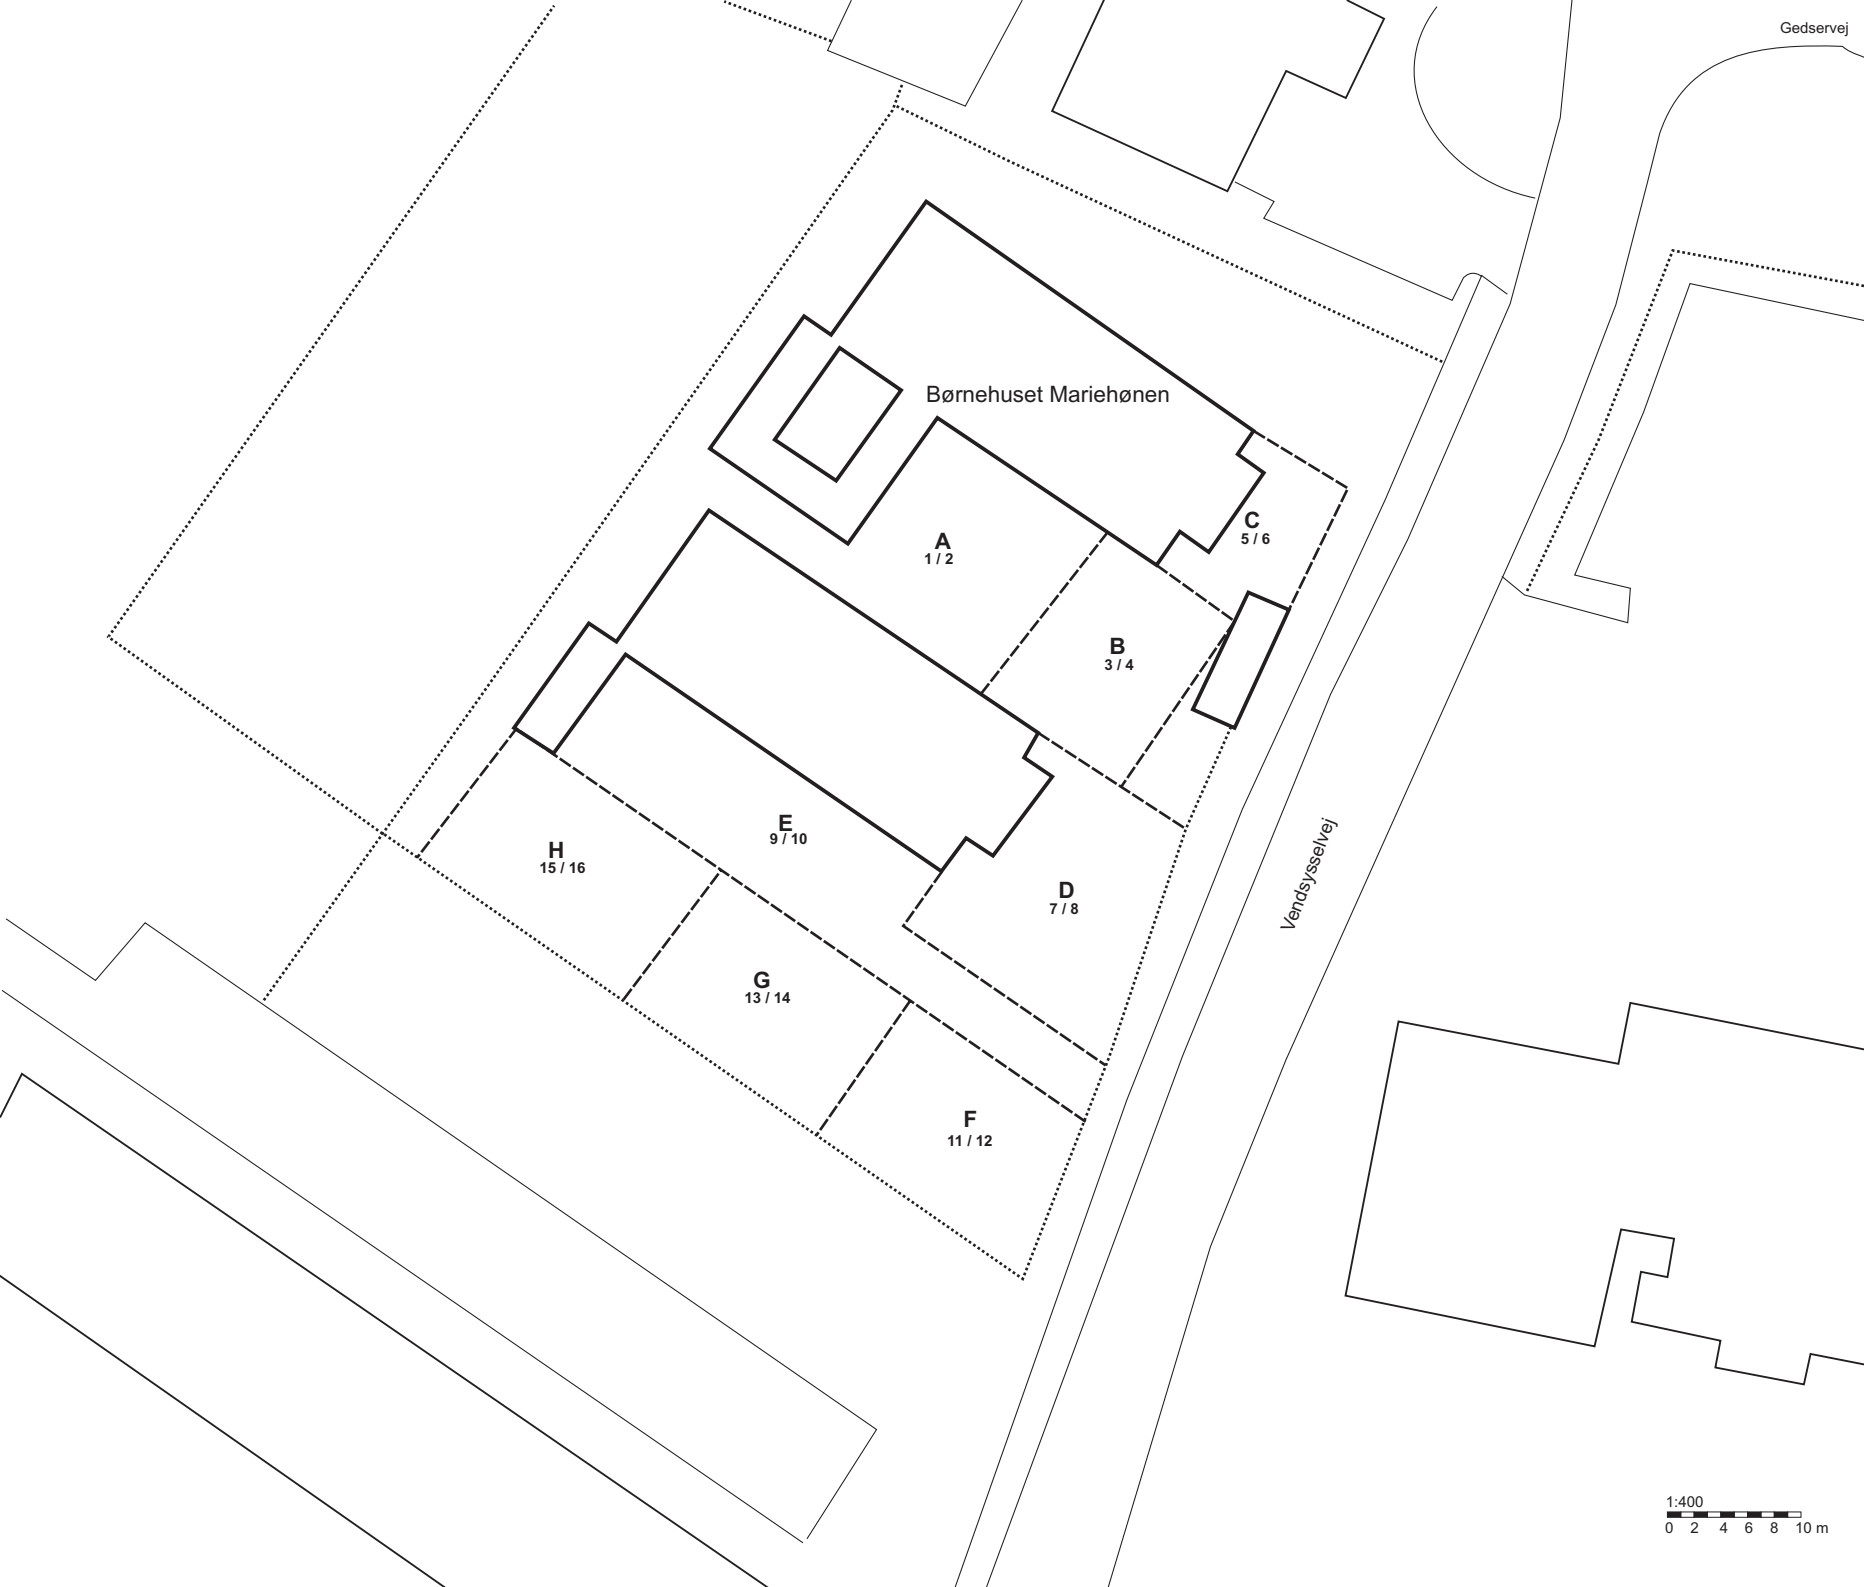 Gedservej
Børnehuset Mariehønen
C
5 / 6
A
1 / 2
B
3 / 4
E
9 / 10
H
15 / 16
D
7 / 8
Vendsysselvej
G
13 / 14
F
11 / 12
1:400
0 2 4 6 8 10 m